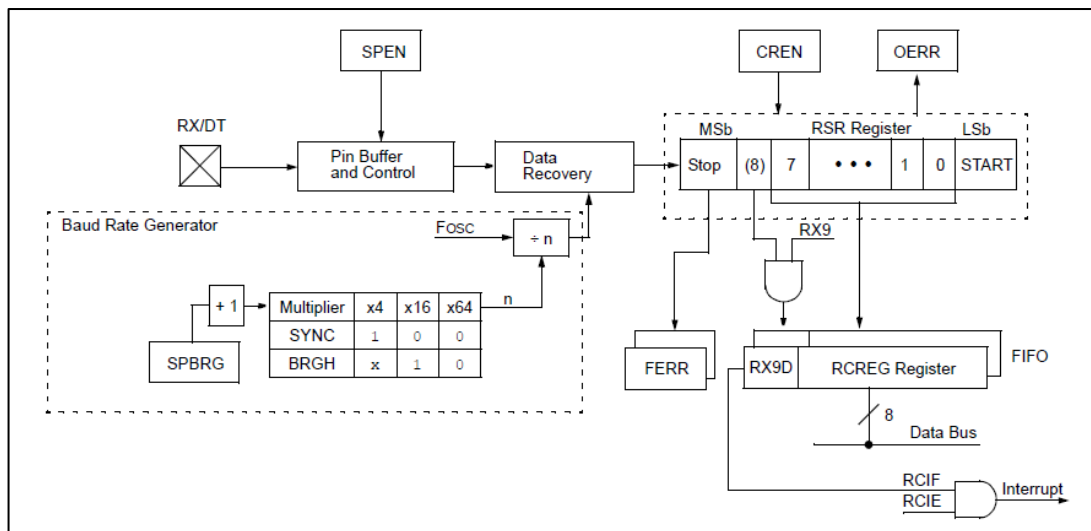 SPEN
CREN
OERR
RX/DT
Pin Buffer
and Control
Data
Recovery
MSb
RSR Register
LSb
Stop (8) 7 • • • 1 0 START
Baud Rate Generator
FOSC
÷ n
RX9
+ 1
n
Multiplier x4 x16 x64
SYNC 1 0 0
BRGH x 1 0
SPBRG
FERR
RX9D
RCREG Register
FIFO
8
Data Bus
RCIF
RCIE
Interrupt